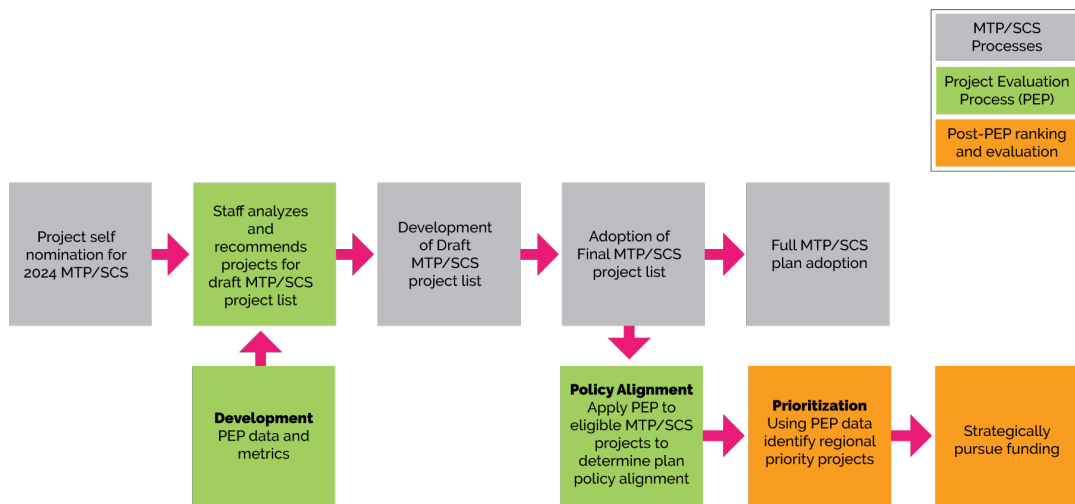 MTP/SCS
Processes
Project Evaluation
Process (PEP)
Post-PEP ranking
and evaluation
Project self
nomination for
2024 MTP/SCS
Staff analyzes
and
recommends
projects for
draft MTP/SCS
project list
Development
of Draft
MTP/SCS
project list
Adoption of
Final MTP/SCS
project list
Full MTP/SCS
plan adoption
Development
PEP data and
metrics
Policy Alignment
Apply PEP to
eligible MTP/SCS
projects to
determine plan
policy alignment
Prioritization
Using PEP data
identify regional
priority projects
Strategically
pursue funding